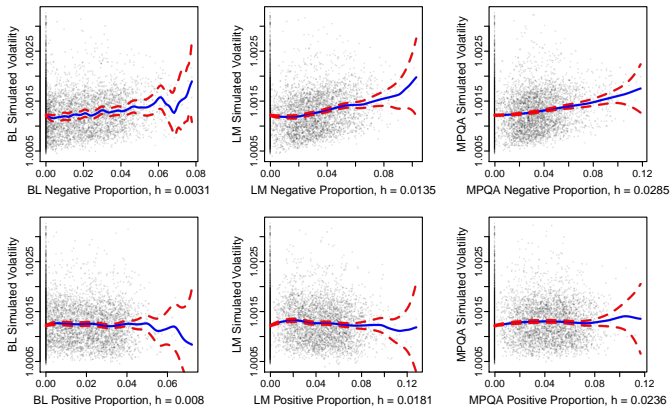 BL Simulated Volatility
1.0005 1.0015 1.0025
0.00 0.02 0.04 0.06 0.08
BL Negative Proportion, h = 0.0031
LM Simulated Volatility
1.0005 1.0015 1.0025
0.00 0.02 0.04 0.06 0.08 0.10
LM Negative Proportion, h = 0.0135
MPQA Simulated Volatility
1.0005 1.0015 1.0025
0.00 0.04 0.08 0.12
MPQA Negative Proportion, h = 0.0285
BL Simulated Volatility
1.0005 1.0015 1.0025
0.00 0.02 0.04 0.06
BL Positive Proportion, h = 0.008
LM Simulated Volatility
1.0005 1.0015 1.0025
0.00 0.04 0.08 0.12
LM Positive Proportion, h = 0.0181
MPQA Simulated Volatility
1.0005 1.0015 1.0025
0.00 0.04 0.08 0.12
MPQA Positive Proportion, h = 0.0236